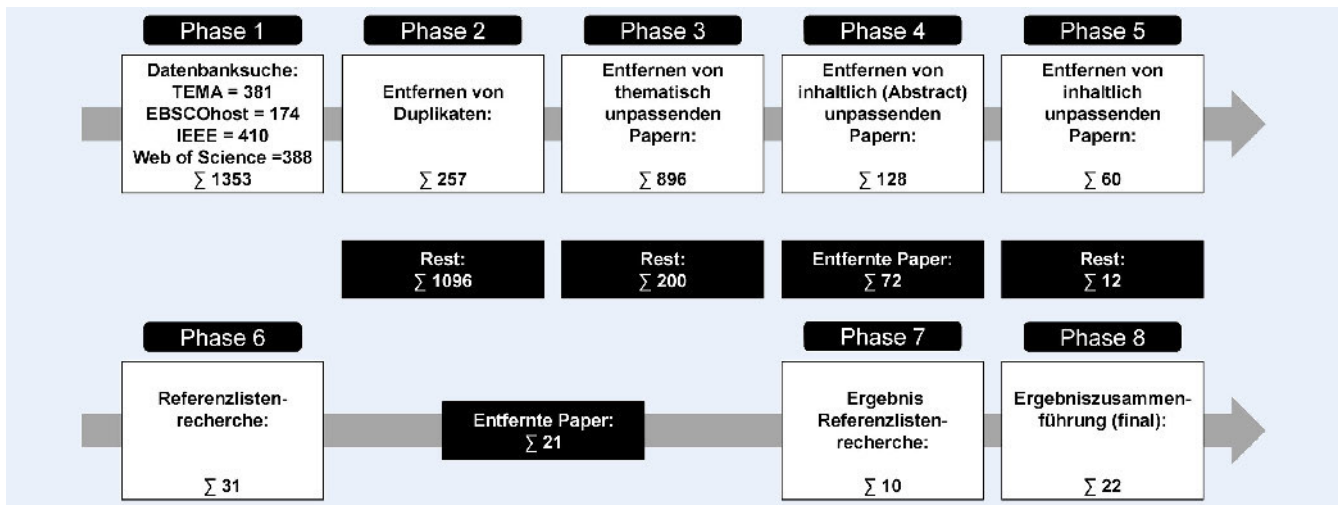 Phase 1
Datenbanksuche:
TEMA = 381
EBSCOhost = 174
IEEE = 410
Web of Science =388
∑ 1353
Phase 2
Entfernen von
Duplikaten:
∑ 257
Phase 3
Entfernen von
thematisch
unpassenden
Papern:
∑ 896
Phase 4
Entfernen von
inhaltlich (Abstract)
unpassenden
Papern:
∑ 128
Phase 5
Entfernen von
inhaltlich
unpassenden
Papern:
∑ 60
Rest:
∑ 1096
Rest:
∑ 200
Entfernte Paper:
∑ 72
Rest:
∑ 12
Phase 6
Referenzlisten-
recherche:
∑ 31
Entfernte Paper:
∑ 21
Phase 7
Ergebnis
Referenzlisten-
recherche:
∑ 10
Phase 8
Ergebniszusammen-
führung (final):
∑ 22